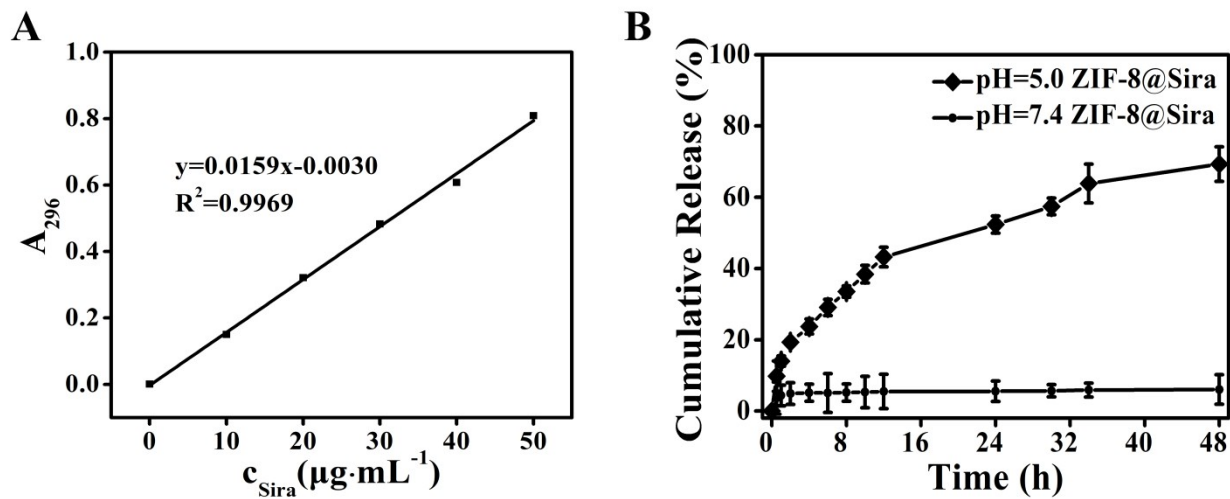 A
A₂₉₆
0.0
0.2
0.4
0.6
0.8
1.0
y=0.0159x-0.0030
R²=0.9969
0 10 20 30 40 50
c_Sira(μg·mL⁻¹)
B
Cumulative Release (%)
0
20
40
60
80
100
pH=5.0 ZIF-8@Sira
pH=7.4 ZIF-8@Sira
0 8 16 24 32 40 48
Time (h)